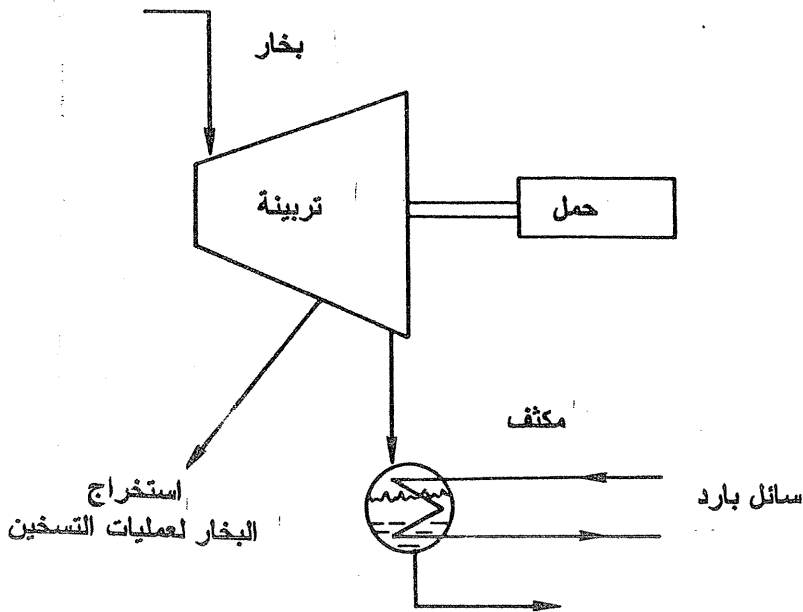 بخار
تربينة
حمل
مكثف
سائل بارد
استخراج
البخار لعمليات التسخين